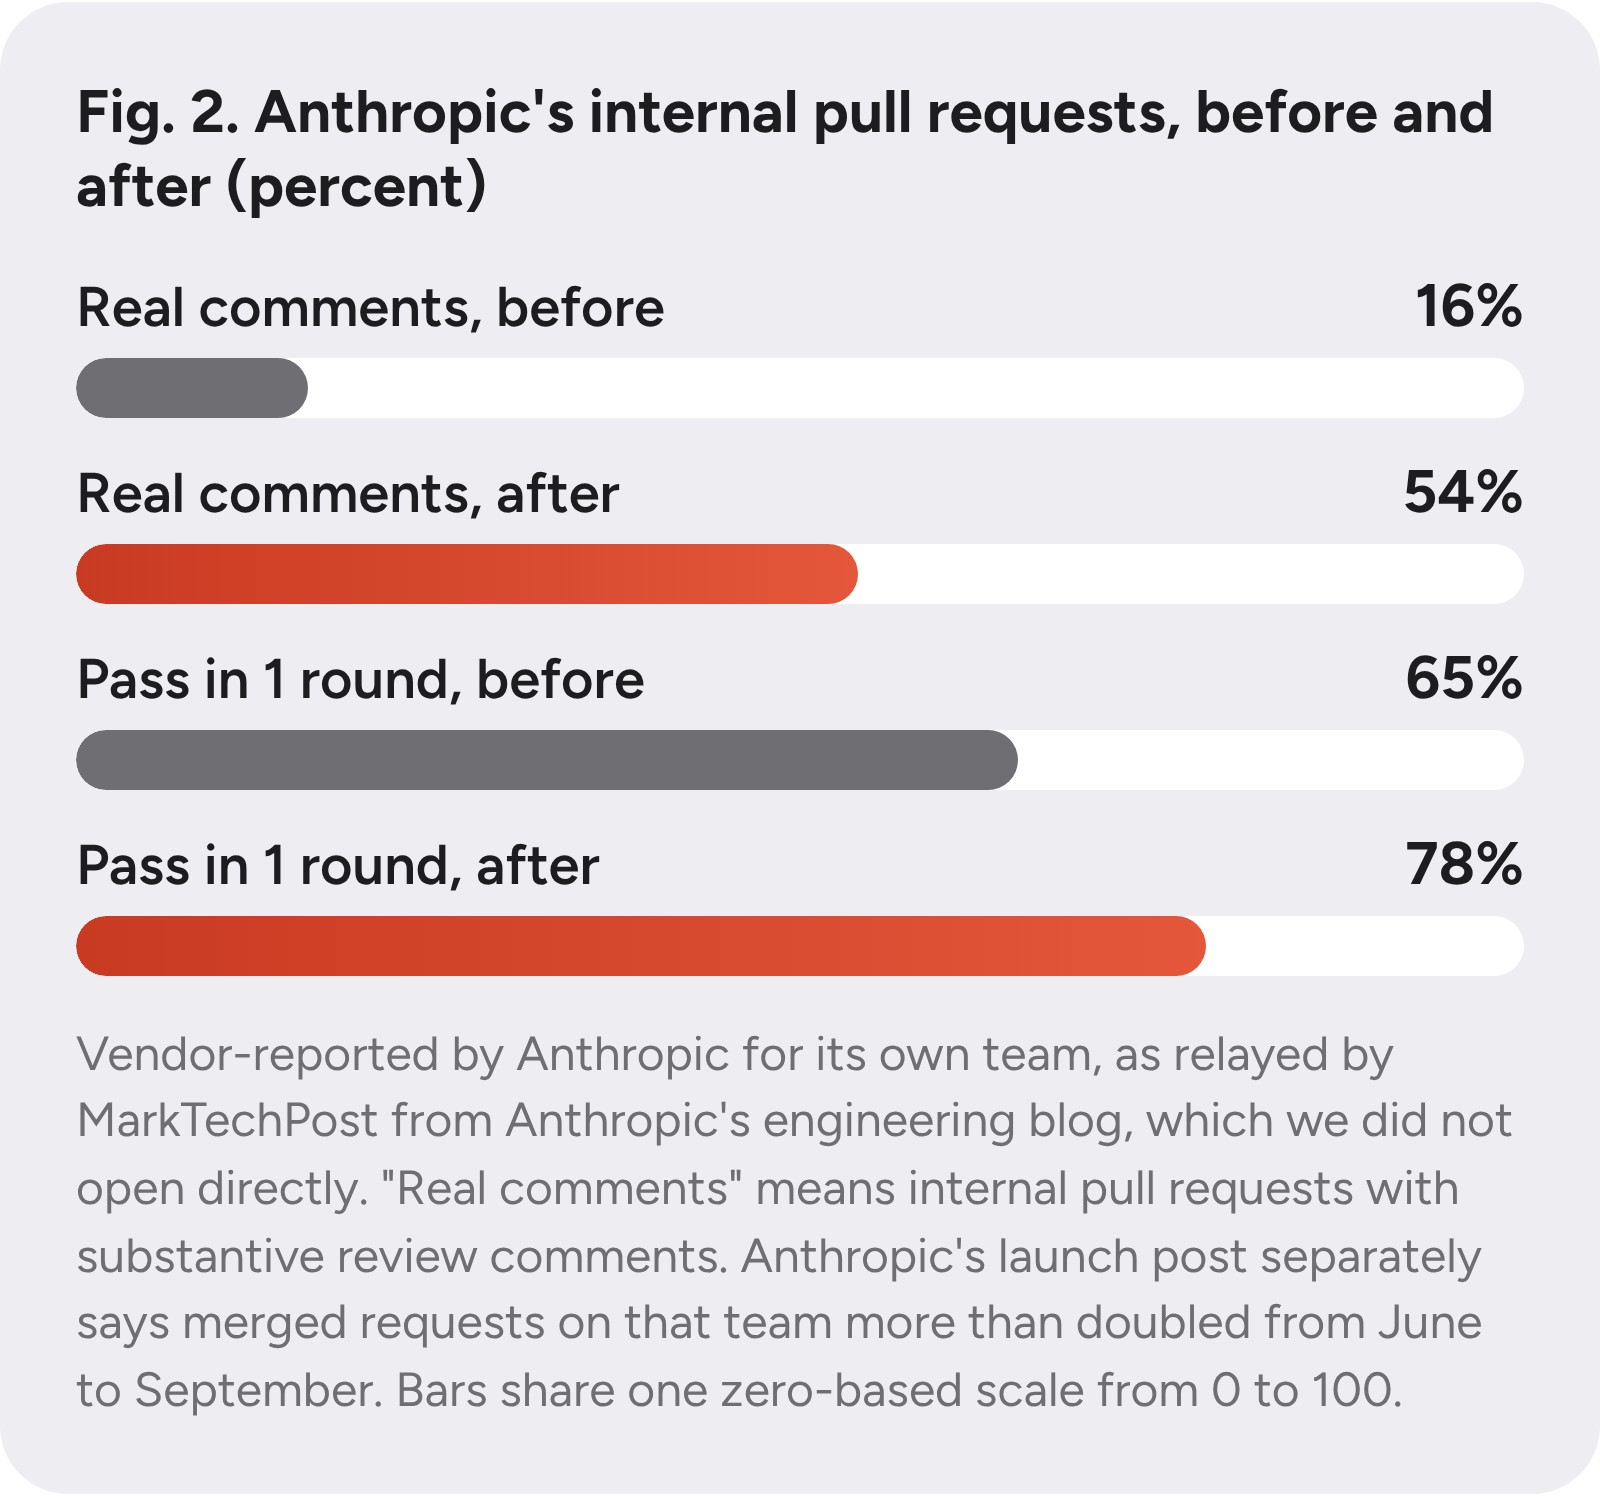 Fig. 2. Anthropic's internal pull requests, before and
after (percent)
Real comments, before 16%
Real comments, after 54%
Pass in 1 round, before 65%
Pass in 1 round, after 78%
Vendor-reported by Anthropic for its own team, as relayed by
MarkTechPost from Anthropic's engineering blog, which we did not
open directly. "Real comments" means internal pull requests with
substantive review comments. Anthropic's launch post separately
says merged requests on that team more than doubled from June
to September. Bars share one zero-based scale from 0 to 100.